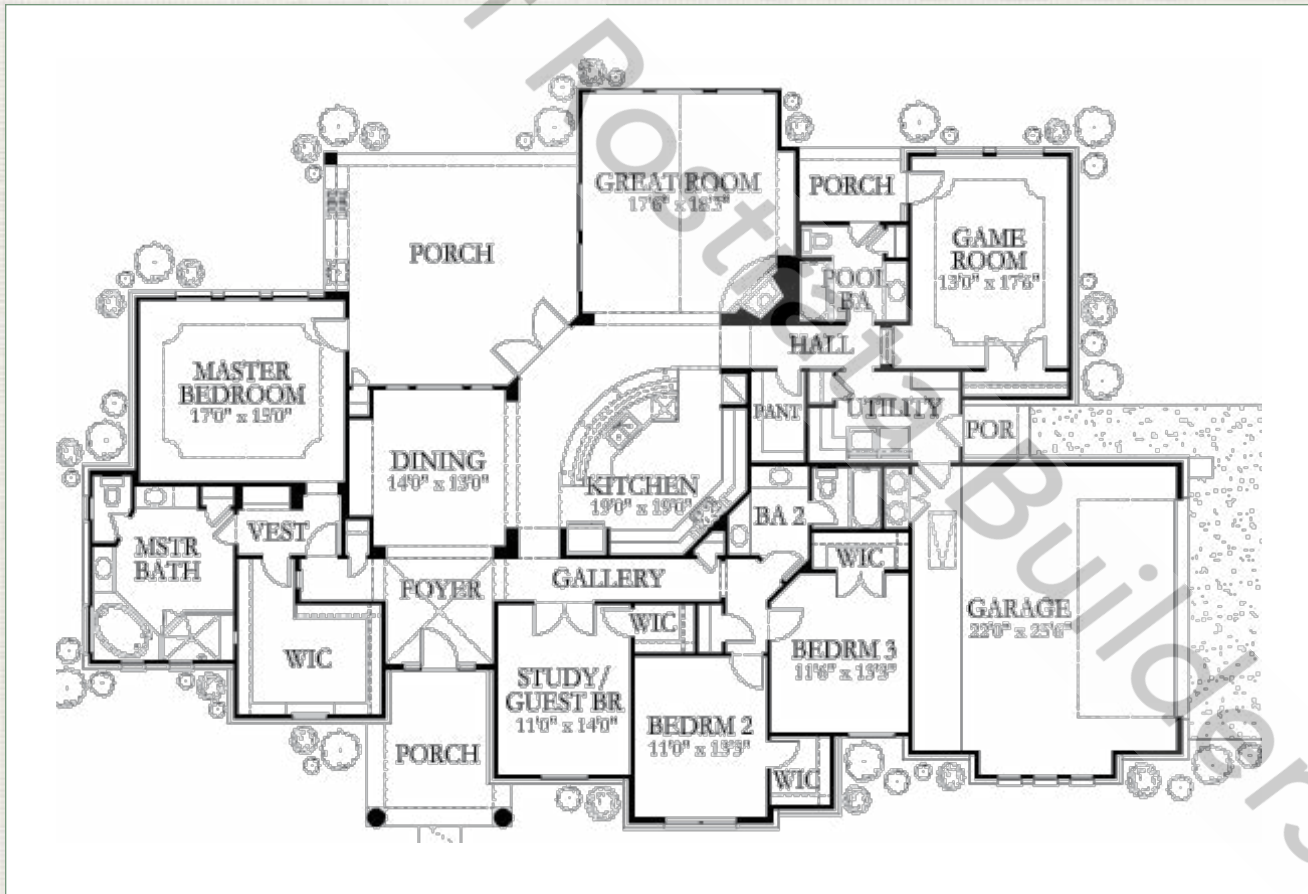 GREAT ROOM
17'6" x 18'3"
PORCH
GAME
ROOM
13'0" x 17'6"
PORCH
POOL
BA
HALL
MASTER
BEDROOM
17'0" x 15'0"
PANT
UTILITY
POR
DINING
14'0" x 13'0"
KITCHEN
19'0" x 19'0"
BA 2
VEST
MSTR
BATH
WIC
FOYER
GALLERY
GARAGE
22'0" x 23'6"
WIC
WIC
BEDRM 3
11'6" x 13'3"
STUDY/
GUEST BR
11'0" x 14'0"
BEDRM 2
11'0" x 13'3"
PORCH
WIC
Builders